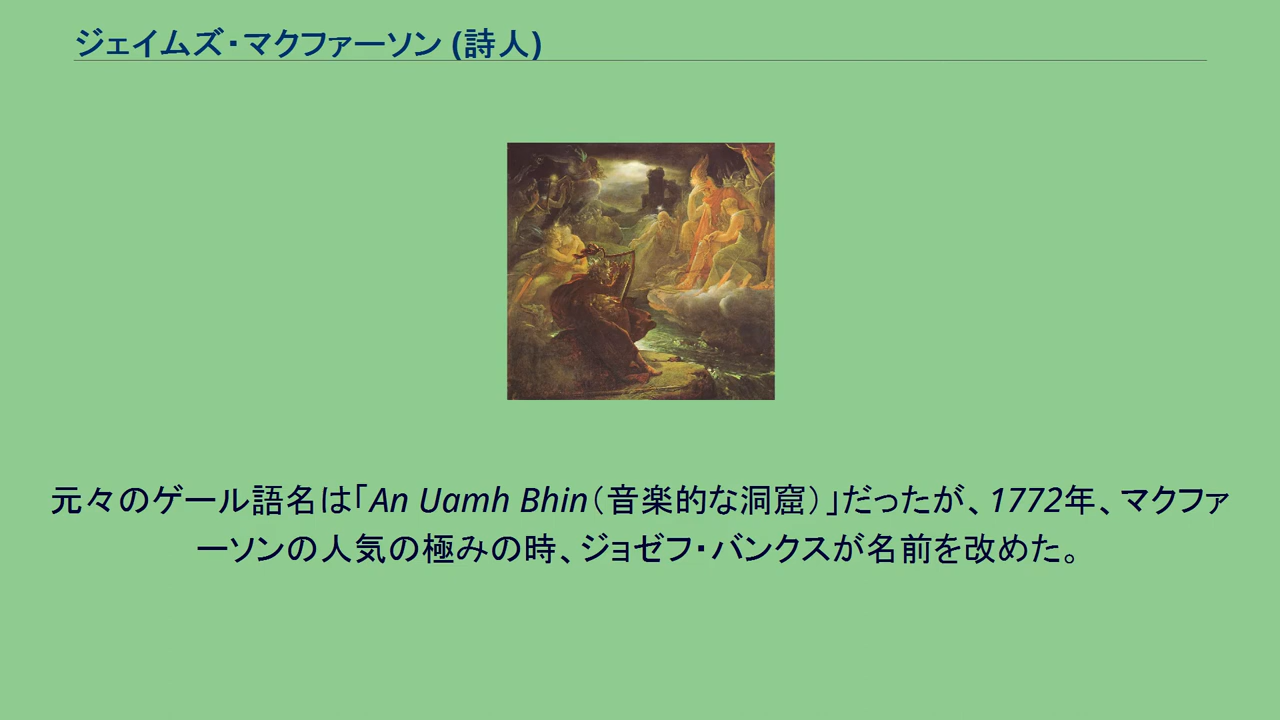 ジェイムズ・マクファーソン (詩人)
元々のゲール語名は「An Uamh Bhin（音楽的な洞窟）」だったが、1772年、マクファ
ーソンの人気の極みの時、ジョゼフ・バンクスが名前を改めた。